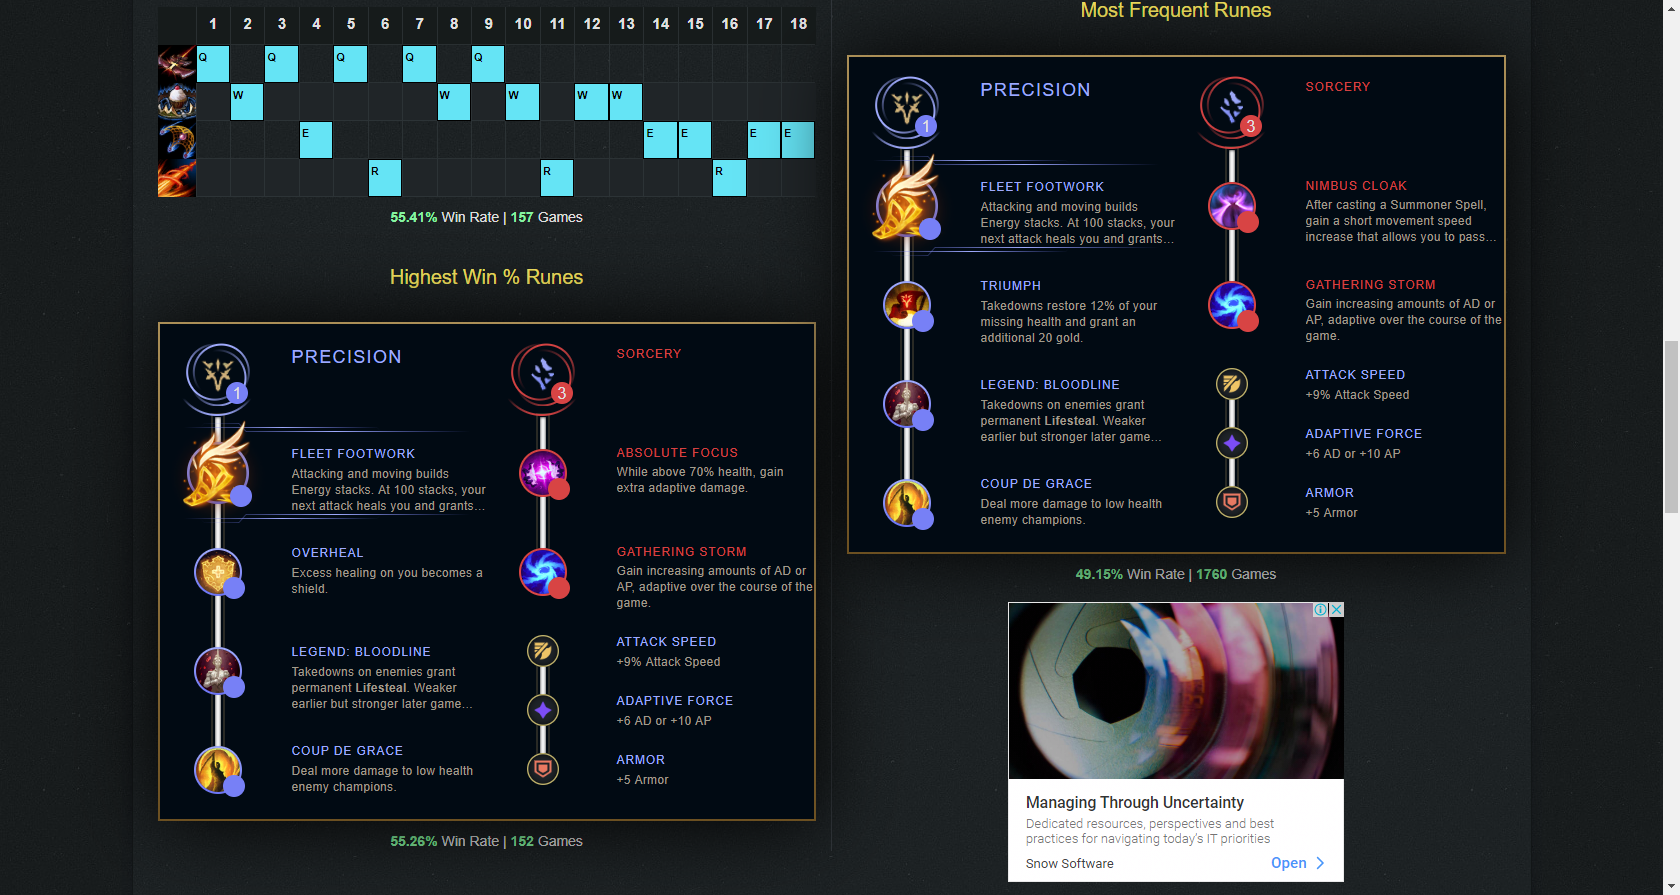 1 2 3 4 5 6 7 8 9 10 11 12 13 14 15 16 17 18
Q Q Q Q Q
W W W W W
E E E E E
R R R
55.41% Win Rate | 157 Games
Highest Win % Runes
1
PRECISION
FLEET FOOTWORK
Attacking and moving builds
Energy stacks. At 100 stacks, your
next attack heals you and grants...
OVERHEAL
Excess healing on you becomes a
shield.
LEGEND: BLOODLINE
Takedowns on enemies grant
permanent Lifesteal. Weaker
earlier but stronger later game...
COUP DE GRACE
Deal more damage to low health
enemy champions.
3
SORCERY
ABSOLUTE FOCUS
While above 70% health, gain
extra adaptive damage.
GATHERING STORM
Gain increasing amounts of AD or
AP, adaptive over the course of the
game.
ATTACK SPEED
+9% Attack Speed
ADAPTIVE FORCE
+6 AD or +10 AP
ARMOR
+5 Armor
55.26% Win Rate | 152 Games
Most Frequent Runes
1
PRECISION
FLEET FOOTWORK
Attacking and moving builds
Energy stacks. At 100 stacks, your
next attack heals you and grants...
TRIUMPH
Takedowns restore 12% of your
missing health and grant an
additional 20 gold.
LEGEND: BLOODLINE
Takedowns on enemies grant
permanent Lifesteal. Weaker
earlier but stronger later game...
COUP DE GRACE
Deal more damage to low health
enemy champions.
3
SORCERY
NIMBUS CLOAK
After casting a Summoner Spell,
gain a short movement speed
increase that allows you to pass...
GATHERING STORM
Gain increasing amounts of AD or
AP, adaptive over the course of the
game.
ATTACK SPEED
+9% Attack Speed
ADAPTIVE FORCE
+6 AD or +10 AP
ARMOR
+5 Armor
49.15% Win Rate | 1760 Games
Managing Through Uncertainty
Dedicated resources, perspectives and best
practices for navigating today's IT priorities
Snow Software
Open